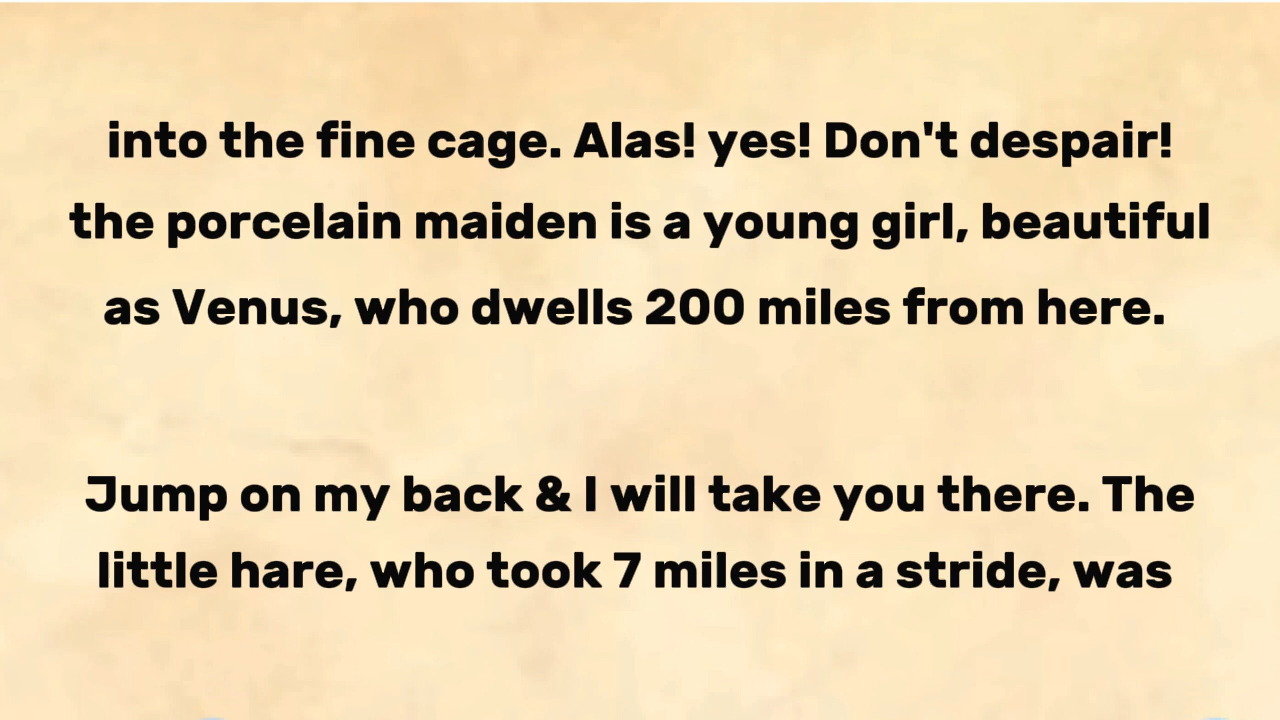 into the fine cage. Alas! yes! Don't despair!
the porcelain maiden is a young girl, beautiful
as Venus, who dwells 200 miles from here.
Jump on my back & I will take you there. The
little hare, who took 7 miles in a stride, was